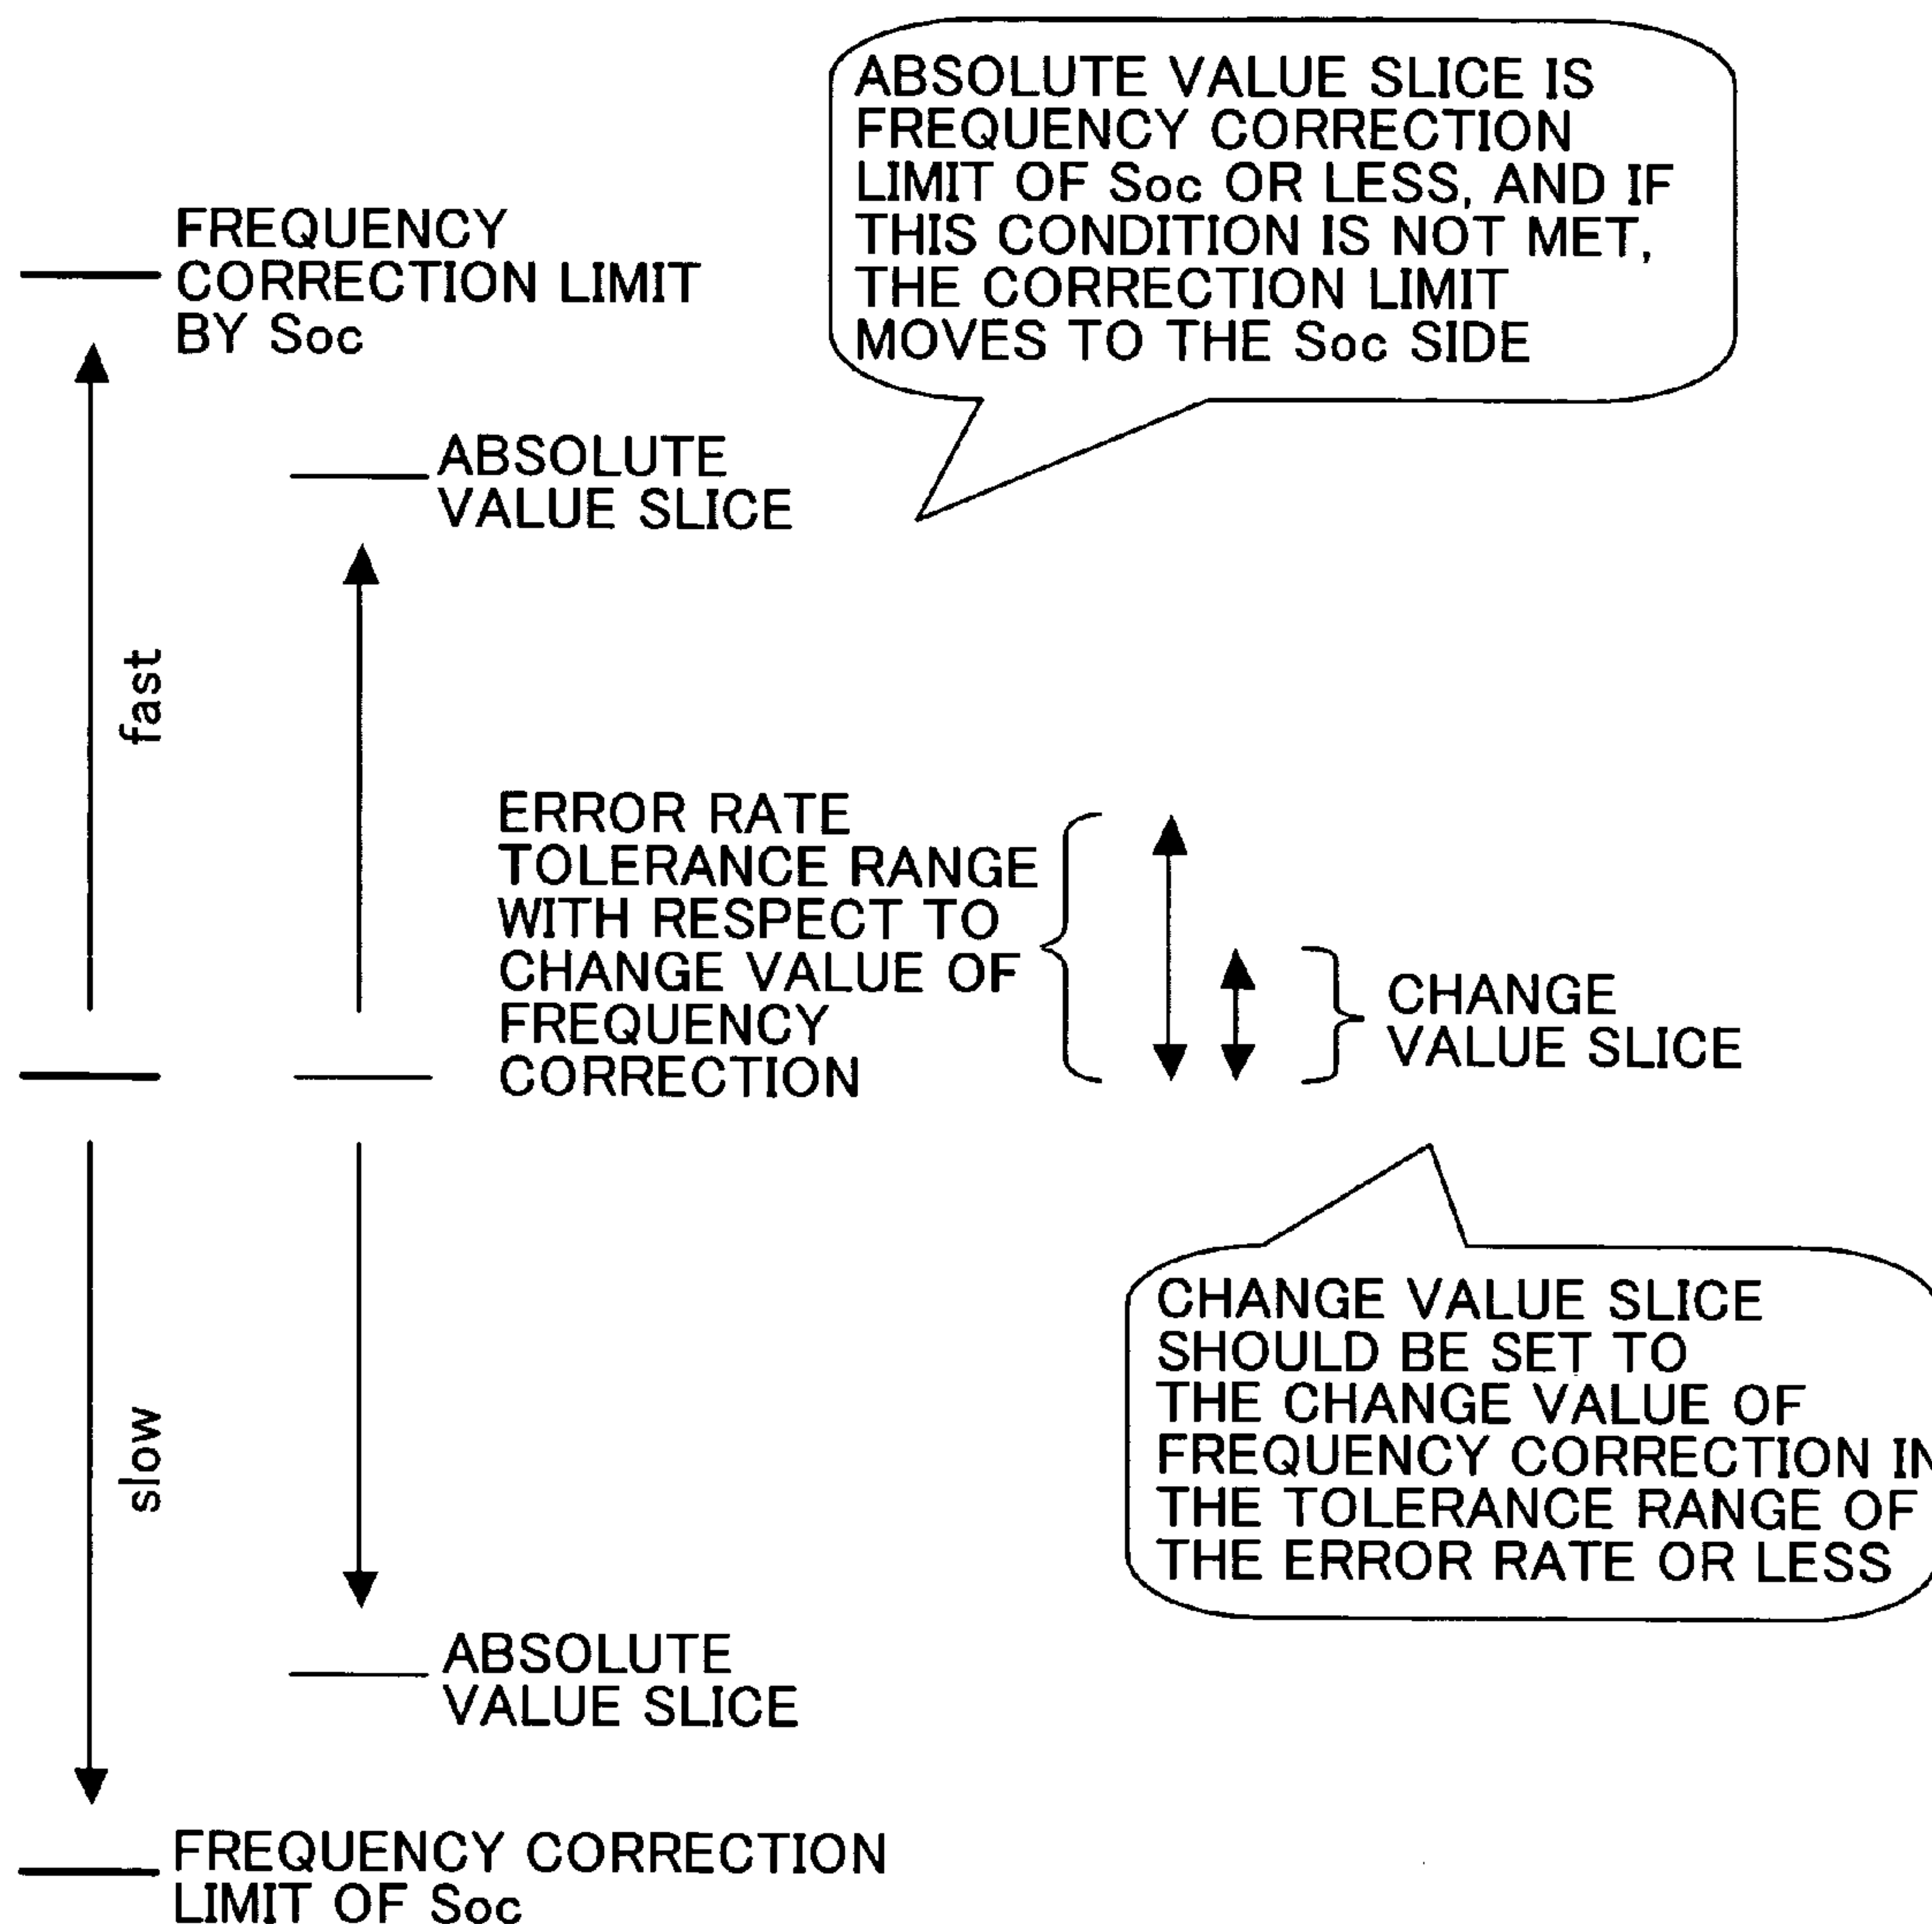 ABSOLUTE VALUE SLICE IS
FREQUENCY CORRECTION
LIMIT OF Soc OR LESS, AND IF
THIS CONDITION IS NOT MET,
THE CORRECTION LIMIT
MOVES TO THE Soc SIDE
FREQUENCY
CORRECTION LIMIT
BY Soc
ABSOLUTE
VALUE SLICE
fast
ERROR RATE
TOLERANCE RANGE
WITH RESPECT TO
CHANGE VALUE OF
FREQUENCY
CORRECTION
CHANGE
VALUE SLICE
CHANGE VALUE SLICE
SHOULD BE SET TO
THE CHANGE VALUE OF
FREQUENCY CORRECTION IN
THE TOLERANCE RANGE OF
THE ERROR RATE OR LESS
slow
ABSOLUTE
VALUE SLICE
FREQUENCY CORRECTION
LIMIT OF Soc